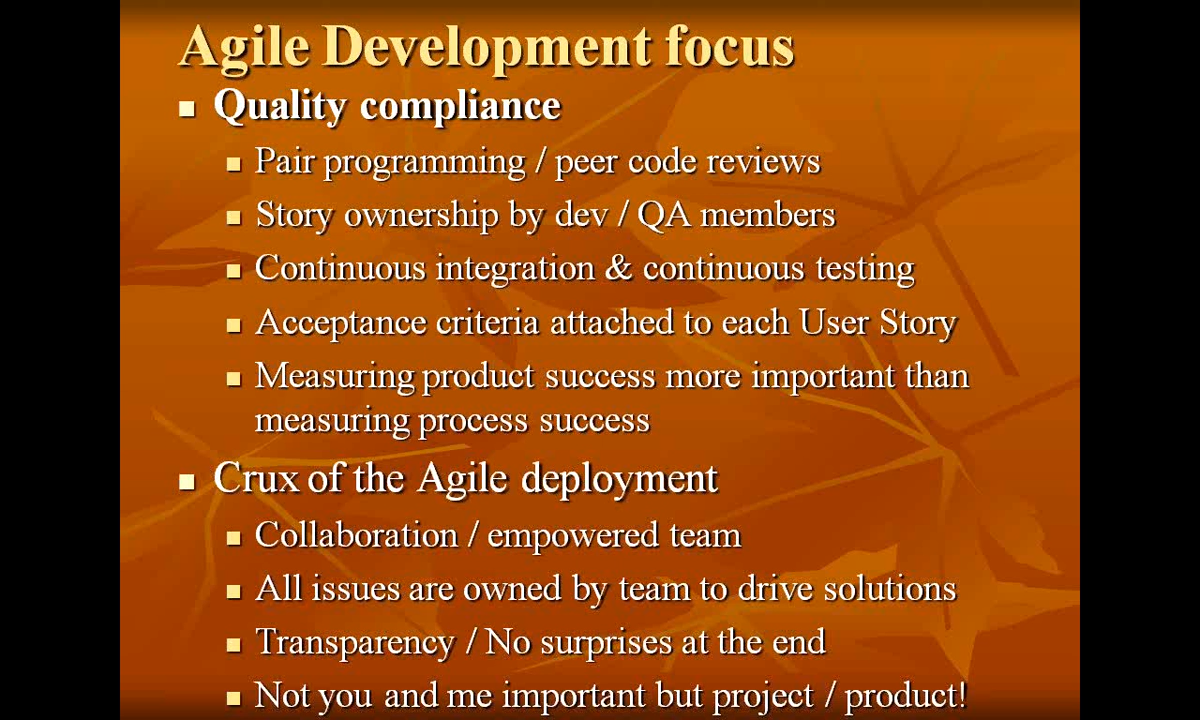 Agile Development focus
Quality compliance
Pair programming / peer code reviews
Story ownership by dev / QA members
Continuous integration & continuous testing
Acceptance criteria attached to each User Story
Measuring product success more important than
measuring process success
Crux of the Agile deployment
Collaboration / empowered team
All issues are owned by team to drive solutions
Transparency / No surprises at the end
Not you and me important but project / product!